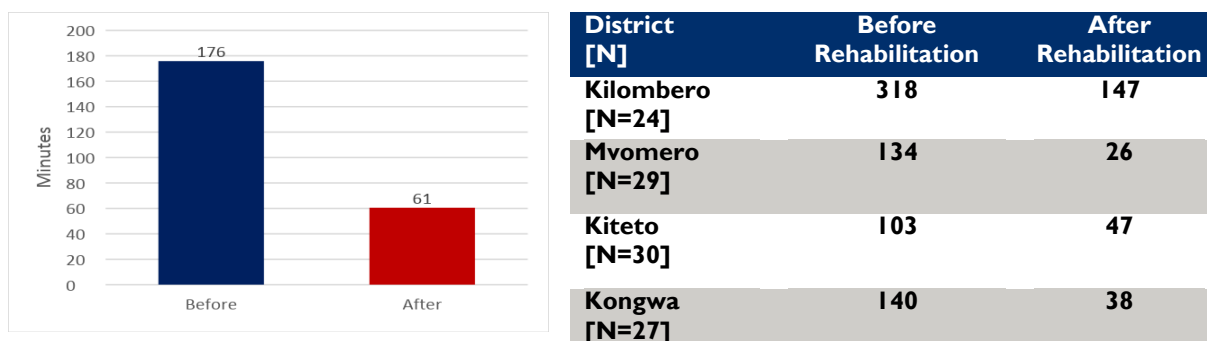 200
180
160
140
120
100
80
60
40
20
0
Minutes
176
61
Before After
District Before After
[N] Rehabilitation Rehabilitation
Kilombero 318 147
[N=24]
Mvomero 134 26
[N=29]
Kiteto 103 47
[N=30]
Kongwa 140 38
[N=27]